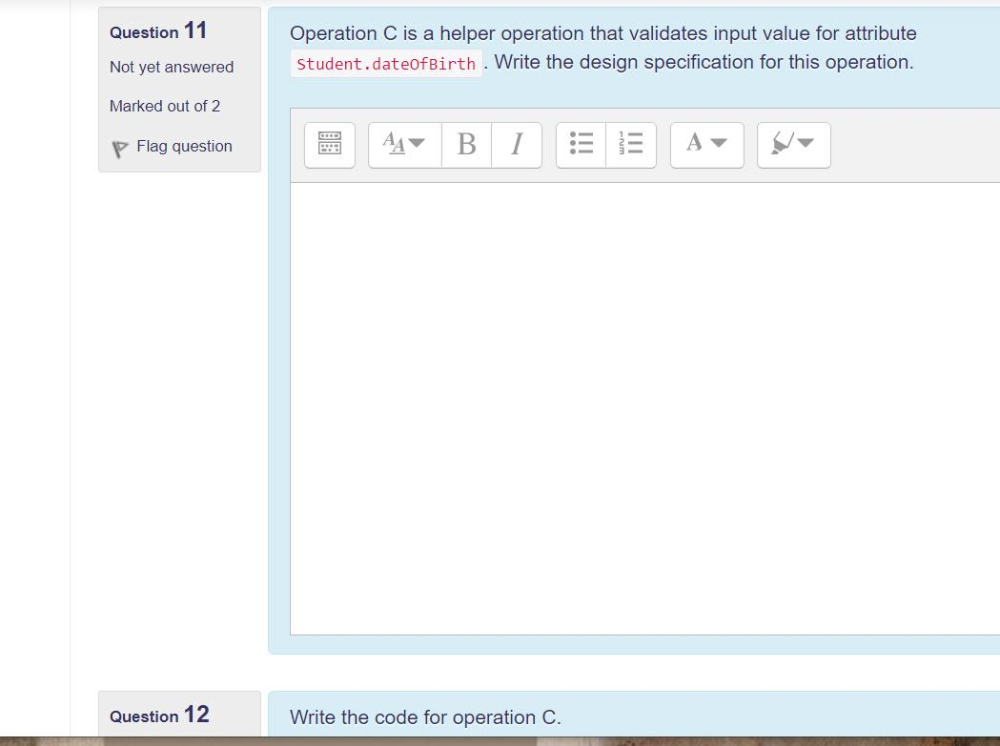 Question 11
Not yet answered
Marked out of 2
Flag question
Operation C is a helper operation that validates input value for attribute
Student.dateOfBirth . Write the design specification for this operation.
Question 12
Write the code for operation C.